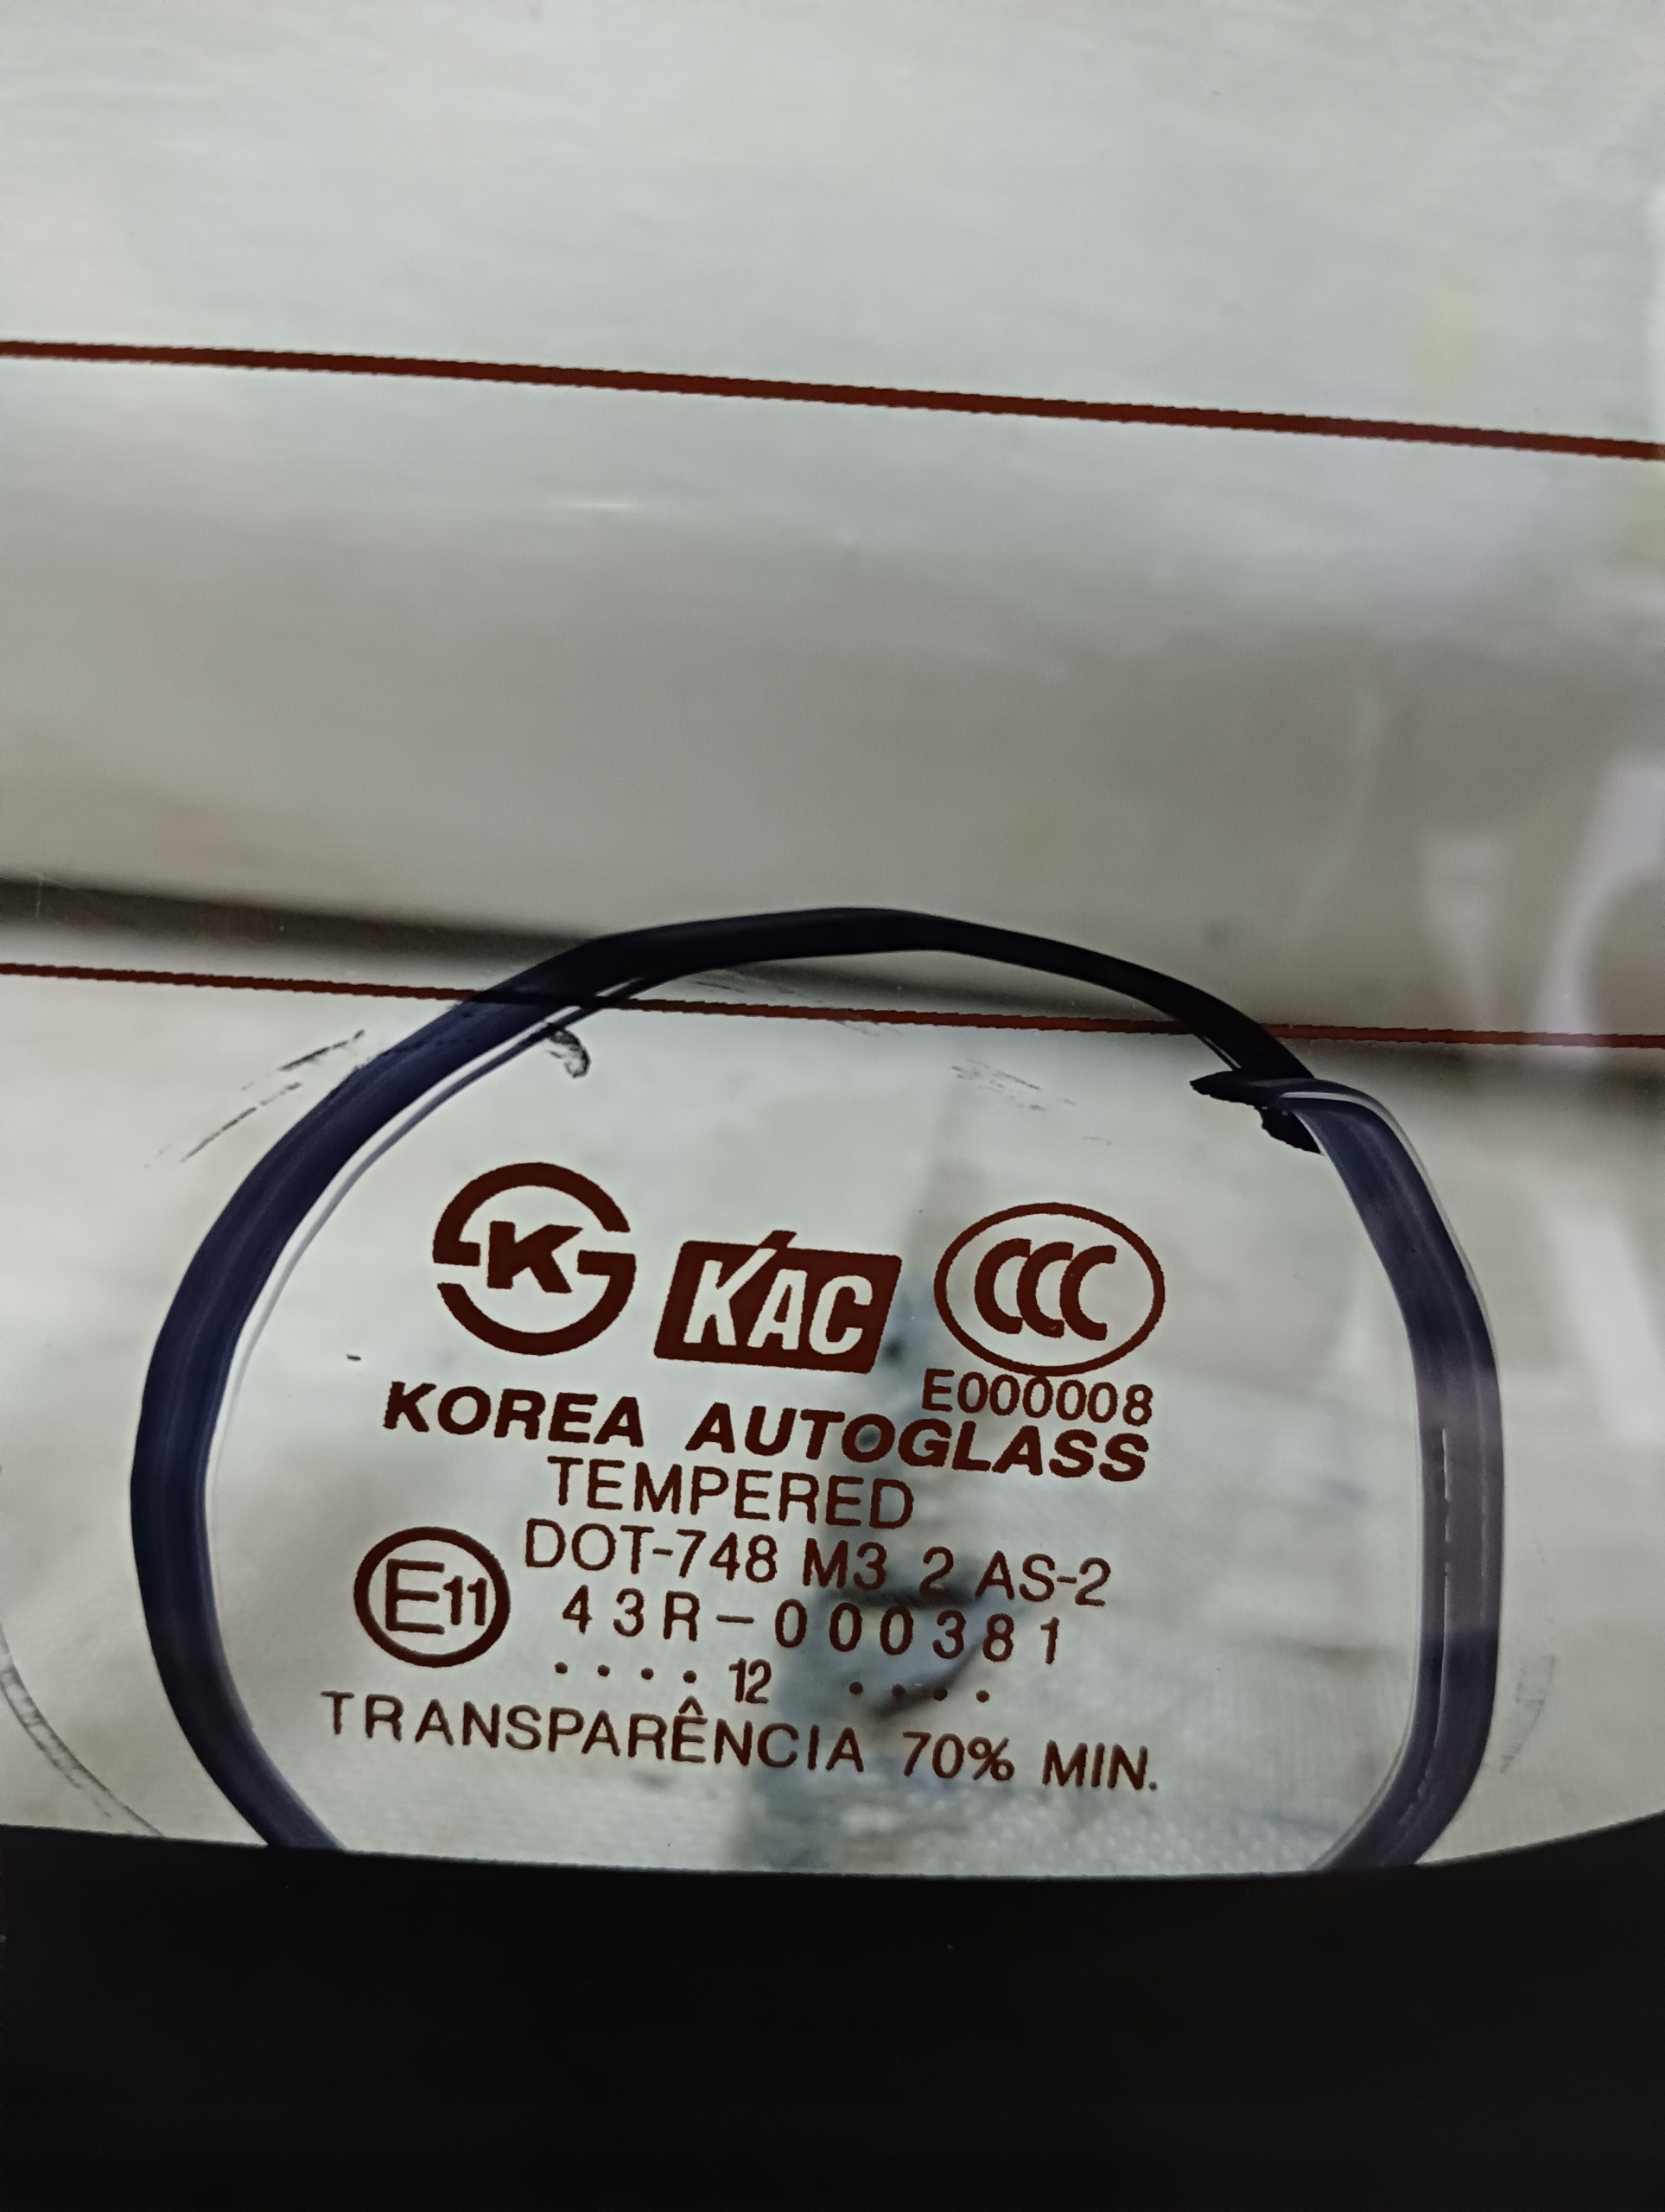 K KAC CCC
E000008
KOREA AUTOGLASS
TEMPERED
DOT-748 M3 2 AS-2
E11 43R-000381
....12 ....
TRANSPARÊNCIA 70% MIN.